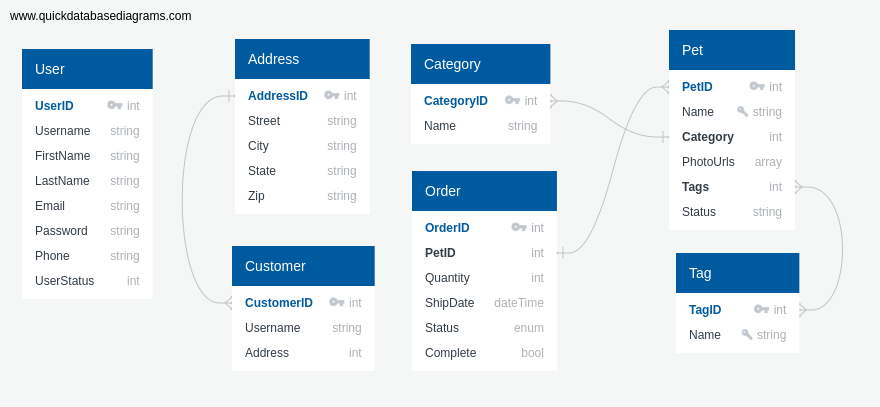 www.quickdatabasediagrams.com
User
UserID int
Username string
FirstName string
LastName string
Email string
Password string
Phone string
UserStatus int
Address
AddressID int
Street string
City string
State string
Zip string
Customer
CustomerID int
Username string
Address int
Category
CategoryID int
Name string
Order
OrderID int
PetID int
Quantity int
ShipDate dateTime
Status enum
Complete bool
Pet
PetID int
Name string
Category int
PhotoUrls array
Tags int
Status string
Tag
TagID int
Name string